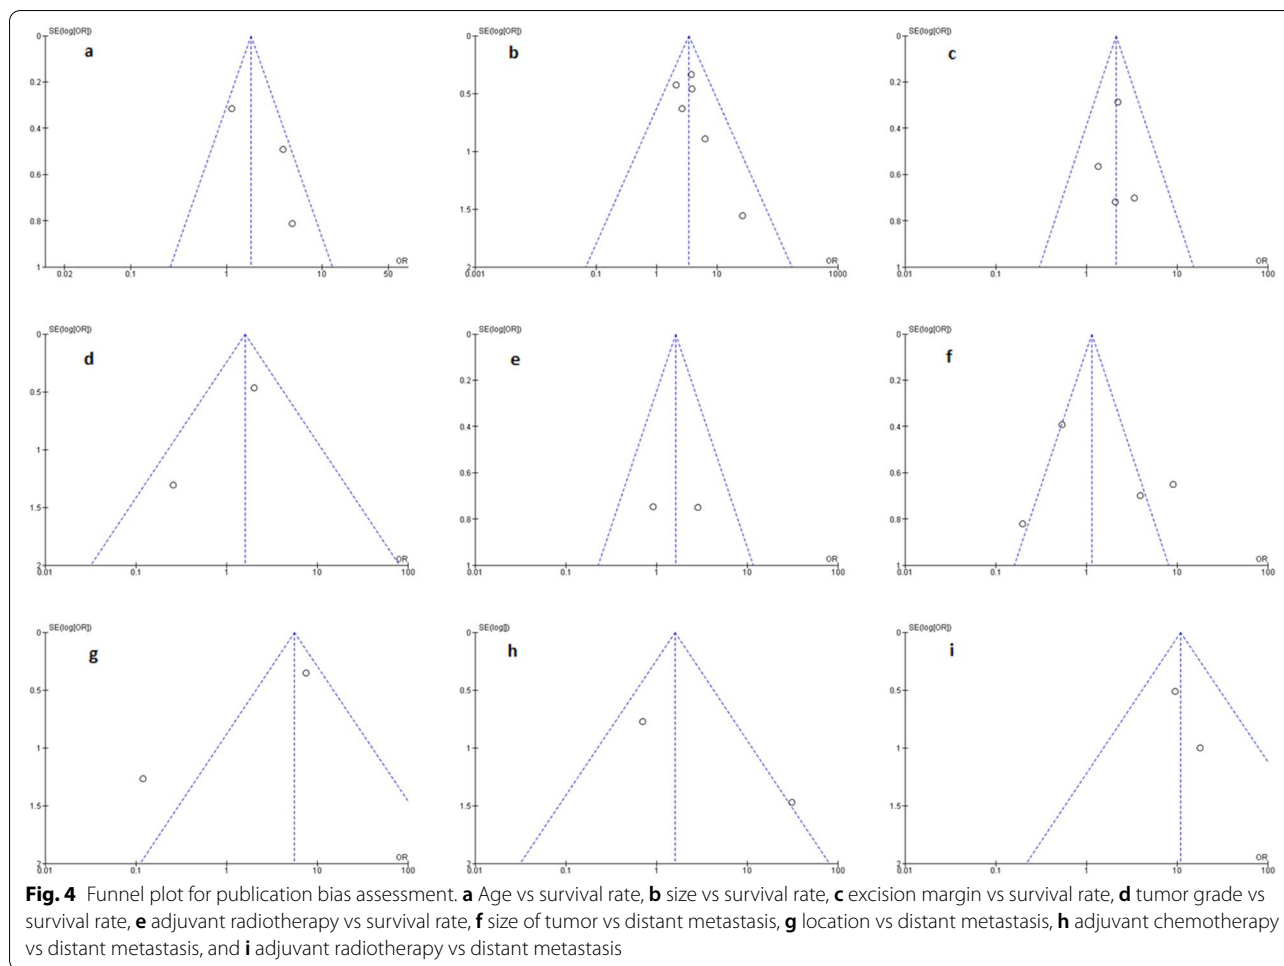 SE(log[OR])
a
0
0.2
0.4
0.6
0.8
1
0.02 0.1 1 10 50
OR
SE(log[OR])
b
0
0.5
1
1.5
2
0.001 0.1 1 10 1000
OR
SE(log[OR])
c
0
0.2
0.4
0.6
0.8
1
0.01 0.1 1 10 100
OR
SE(log[OR])
d
0
0.5
1
1.5
2
0.01 0.1 1 10 100
OR
SE(log[OR])
e
0
0.2
0.4
0.6
0.8
1
0.01 0.1 1 10 100
OR
SE(log[OR])
f
0
0.2
0.4
0.6
0.8
1
0.01 0.1 1 10 100
OR
SE(log[OR])
g
0
0.5
1
1.5
2
0.01 0.1 1 10 100
OR
SE(log[])
h
0
0.5
1
1.5
2
0.01 0.1 1 10 100
SE(log[OR])
i
0
0.5
1
1.5
2
0.01 0.1 1 10 100
OR
Fig. 4 Funnel plot for publication bias assessment. a Age vs survival rate, b size vs survival rate, c excision margin vs survival rate, d tumor grade vs
survival rate, e adjuvant radiotherapy vs survival rate, f size of tumor vs distant metastasis, g location vs distant metastasis, h adjuvant chemotherapy
vs distant metastasis, and i adjuvant radiotherapy vs distant metastasis